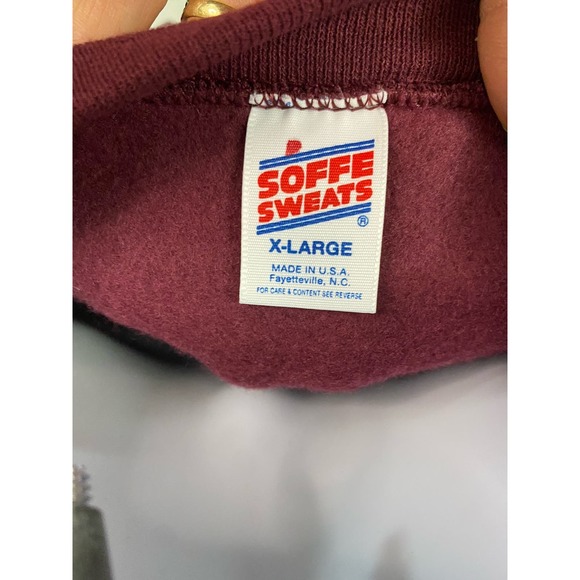 SOFFE
SWEATS ®
X-LARGE
MADE IN U.S.A.
Fayetteville, N.C.
FOR CARE & CONTENT SEE REVERSE